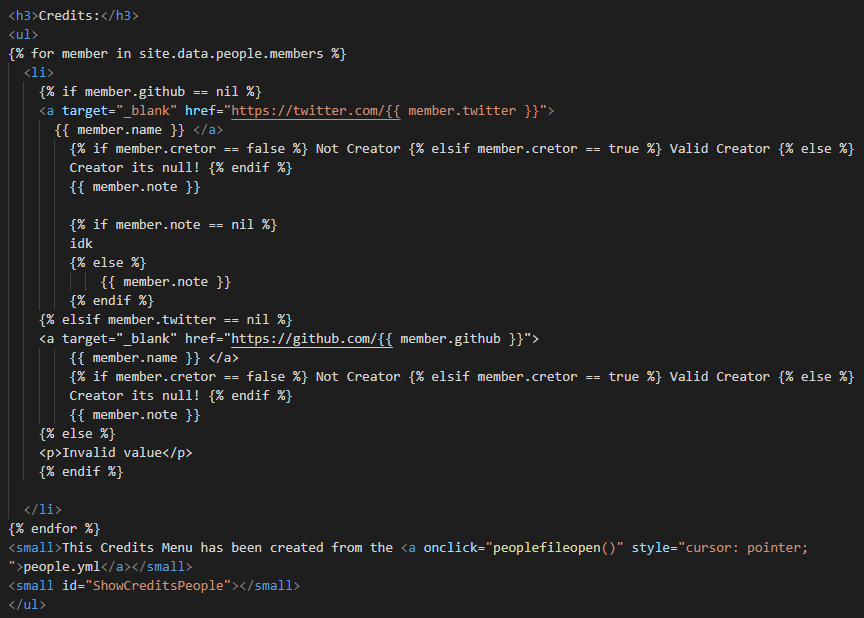 <h3>Credits:</h3>
<ul>
{% for member in site.data.people.members %}
<li>
{% if member.github == nil %}
<a target="_blank" href="https://twitter.com/{{ member.twitter }}">
{{ member.name }} </a>
{% if member.cretor == false %} Not Creator {% elsif member.cretor == true %} Valid Creator {% else %}
Creator its null! {% endif %}
{{ member.note }}
{% if member.note == nil %}
idk
{% else %}
{{ member.note }}
{% endif %}
{% elsif member.twitter == nil %}
<a target="_blank" href="https://github.com/{{ member.github }}">
{{ member.name }} </a>
{% if member.cretor == false %} Not Creator {% elsif member.cretor == true %} Valid Creator {% else %}
Creator its null! {% endif %}
{{ member.note }}
{% else %}
<p>Invalid value</p>
{% endif %}
</li>
{% endfor %}
<small>This Credits Menu has been created from the <a onclick="peoplefileopen()" style="cursor: pointer;
">people.yml</a></small>
<small id="ShowCreditsPeople"></small>
</ul>